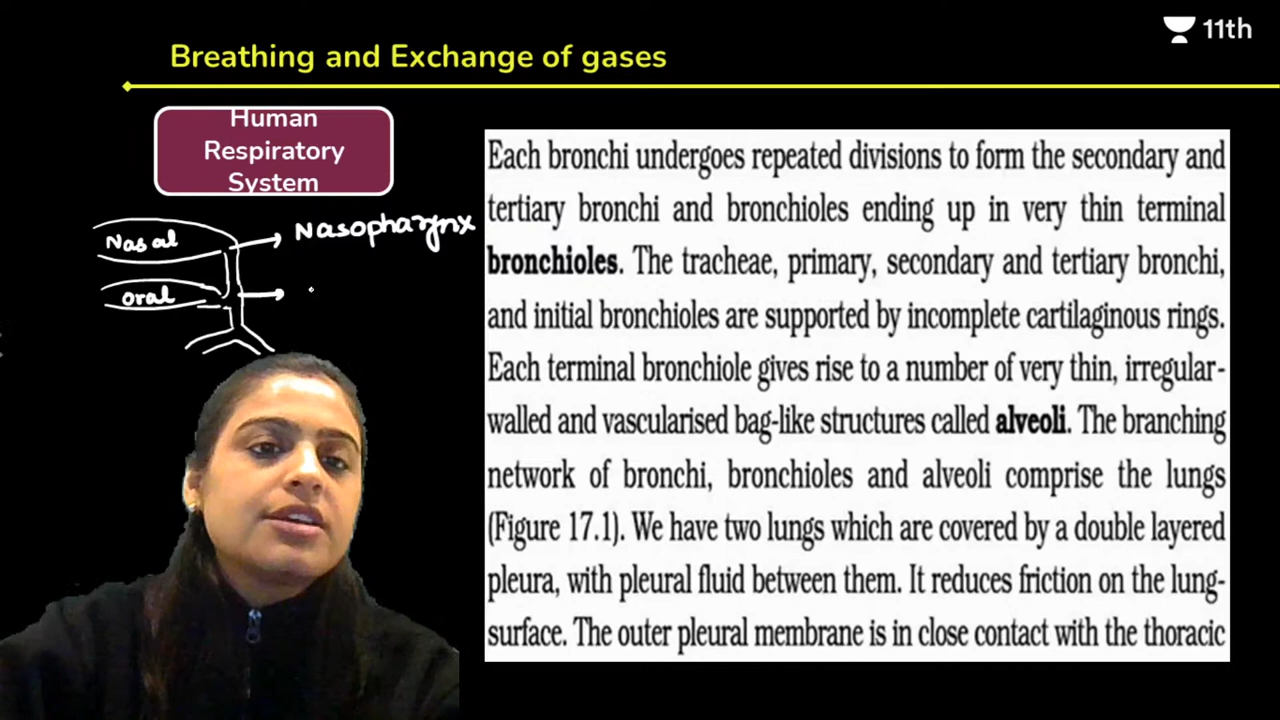 11th
Breathing and Exchange of gases
Human
Respiratory
System
Nasal
Nasopharynx
oral
Each bronchi undergoes repeated divisions to form the secondary and
tertiary bronchi and bronchioles ending up in very thin terminal
bronchioles. The tracheae, primary, secondary and tertiary bronchi,
and initial bronchioles are supported by incomplete cartilaginous rings.
Each terminal bronchiole gives rise to a number of very thin, irregular-
walled and vascularised bag-like structures called alveoli. The branching
network of bronchi, bronchioles and alveoli comprise the lungs
(Figure 17.1). We have two lungs which are covered by a double layered
pleura, with pleural fluid between them. It reduces friction on the lung-
surface. The outer pleural membrane is in close contact with the thoracic